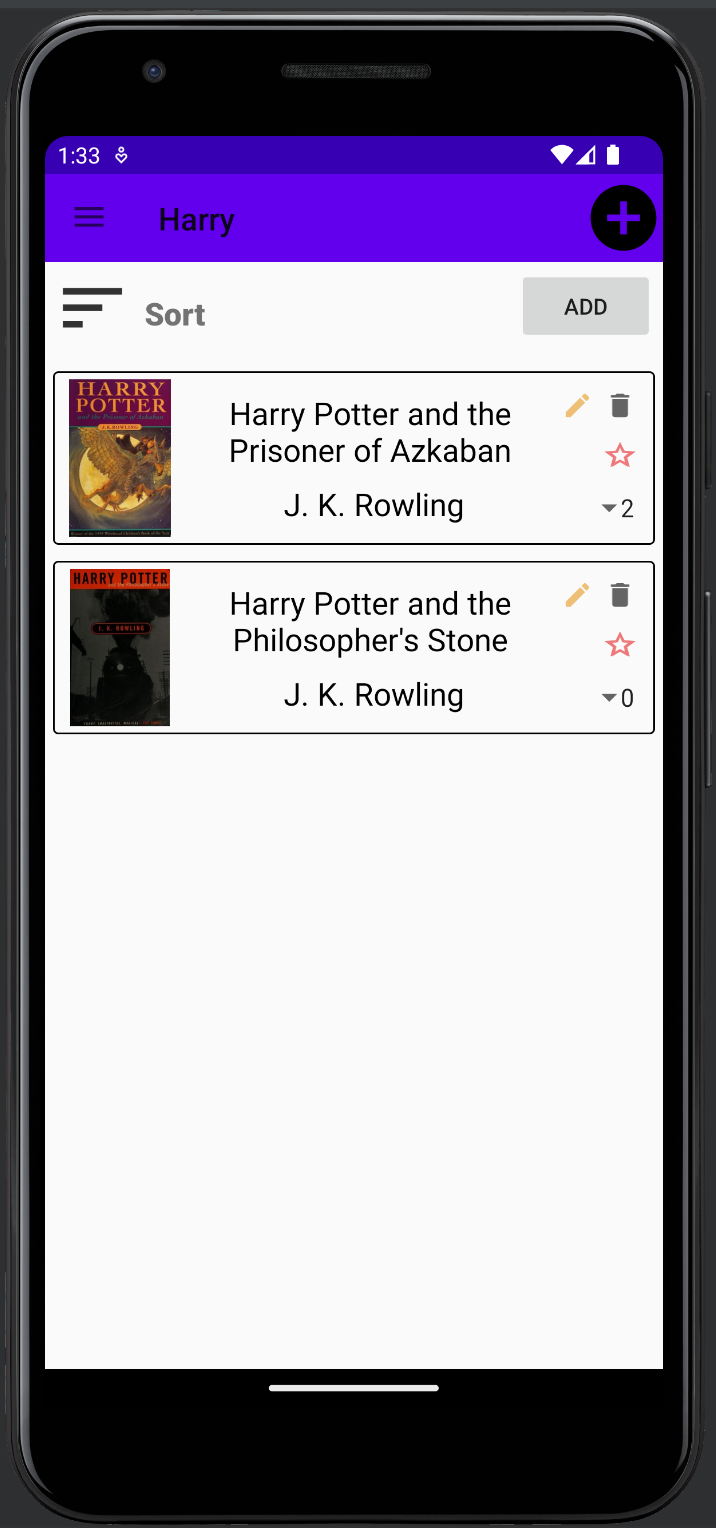 1:33
Harry
Sort
ADD
HARRY
POTTER
and the Prisoner of Azkaban
J.K.ROWLING
Harry Potter and the
Prisoner of Azkaban
J. K. Rowling
2
HARRY POTTER
J. K. ROWLING
Harry Potter and the
Philosopher's Stone
J. K. Rowling
0